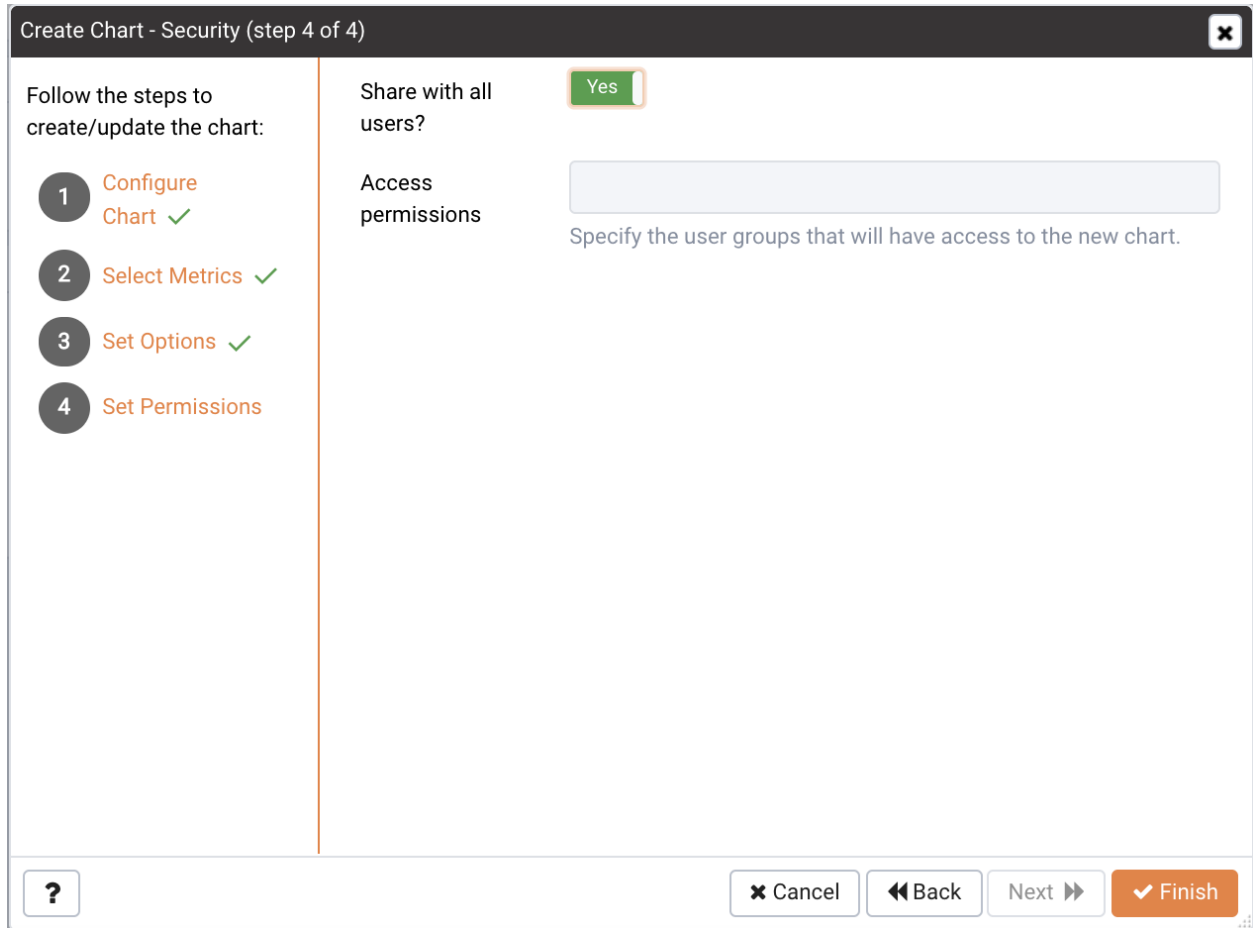 Create Chart - Security (step 4 of 4)
Follow the steps to
create/update the chart:
1
Configure
Chart
2
Select Metrics
3
Set Options
4
Set Permissions
Share with all
users?
Yes
Access
permissions
Specify the user groups that will have access to the new chart.
?
Cancel
Back
Next
Finish